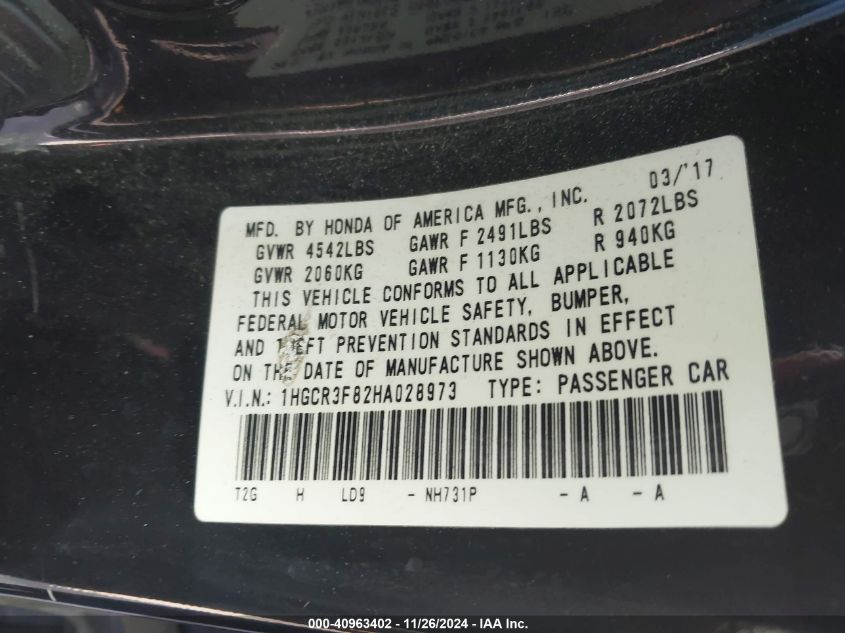 03/'17
MFD. BY HONDA OF AMERICA MFG., INC.
GVWR 4542LBS GAWR F 2491LBS R 2072LBS
GVWR 2060KG GAWR F 1130KG R 940KG
THIS VEHICLE CONFORMS TO ALL APPLICABLE
FEDERAL MOTOR VEHICLE SAFETY, BUMPER,
AND THEFT PREVENTION STANDARDS IN EFFECT
ON THE DATE OF MANUFACTURE SHOWN ABOVE.
V.I.N.: 1HGCR3F82HA028973 TYPE: PASSENGER CAR
T2G H LD9 - NH731P - A - A
000-40963402 - 11/26/2024 - IAA Inc.